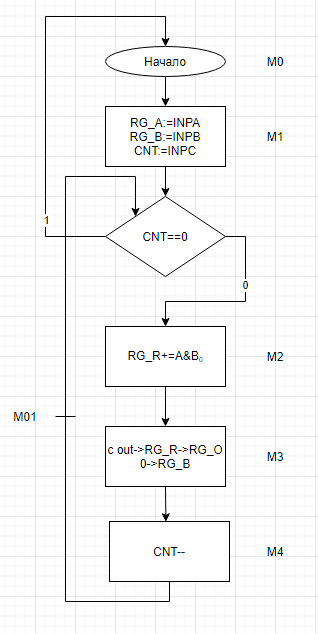 Начало
M0
RG_A:=INPA
RG_B:=INPB
CNT:=INPC
M1
1
CNT==0
0
RG_R+=A&B₀
M2
M01
c out->RG_R->RG_O
0->RG_B
M3
CNT--
M4